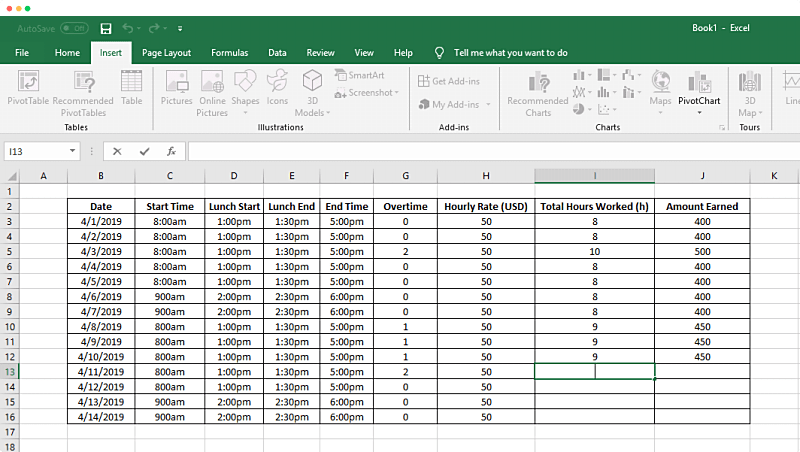 AutoSave Off Book1 - Excel
File Home Insert Page Layout Formulas Data Review View Help Tell me what you want to do
PivotTable Recommended PivotTables Table
Tables
Pictures Online Pictures Shapes Icons 3D Models SmartArt Screenshot
Illustrations
Get Add-ins
My Add-ins
Add-ins
Recommended Charts Maps PivotChart
Charts
3D Map
Tours
Line
I13 fx
A B C D E F G H I J K
1
2 Date Start Time Lunch Start Lunch End End Time Overtime Hourly Rate (USD) Total Hours Worked (h) Amount Earned
3 4/1/2019 8:00am 1:00pm 1:30pm 5:00pm 0 50 8 400
4 4/2/2019 8:00am 1:00pm 1:30pm 5:00pm 0 50 8 400
5 4/3/2019 8:00am 1:00pm 1:30pm 5:00pm 2 50 10 500
6 4/4/2019 8:00am 1:00pm 1:30pm 5:00pm 0 50 8 400
7 4/5/2019 8:00am 1:00pm 1:30pm 5:00pm 0 50 8 400
8 4/6/2019 900am 2:00pm 2:30pm 6:00pm 0 50 8 400
9 4/7/2019 900am 2:00pm 2:30pm 6:00pm 0 50 8 400
10 4/8/2019 800am 1:00pm 1:30pm 5:00pm 1 50 9 450
11 4/9/2019 800am 1:00pm 1:30pm 5:00pm 1 50 9 450
12 4/10/2019 800am 1:00pm 1:30pm 5:00pm 1 50 9 450
13 4/11/2019 800am 1:00pm 1:30pm 5:00pm 2 50
14 4/12/2019 800am 1:00pm 1:30pm 5:00pm 0 50
15 4/13/2019 900am 2:00pm 2:30pm 6:00pm 0 50
16 4/14/2019 900am 2:00pm 2:30pm 6:00pm 0 50
17
18